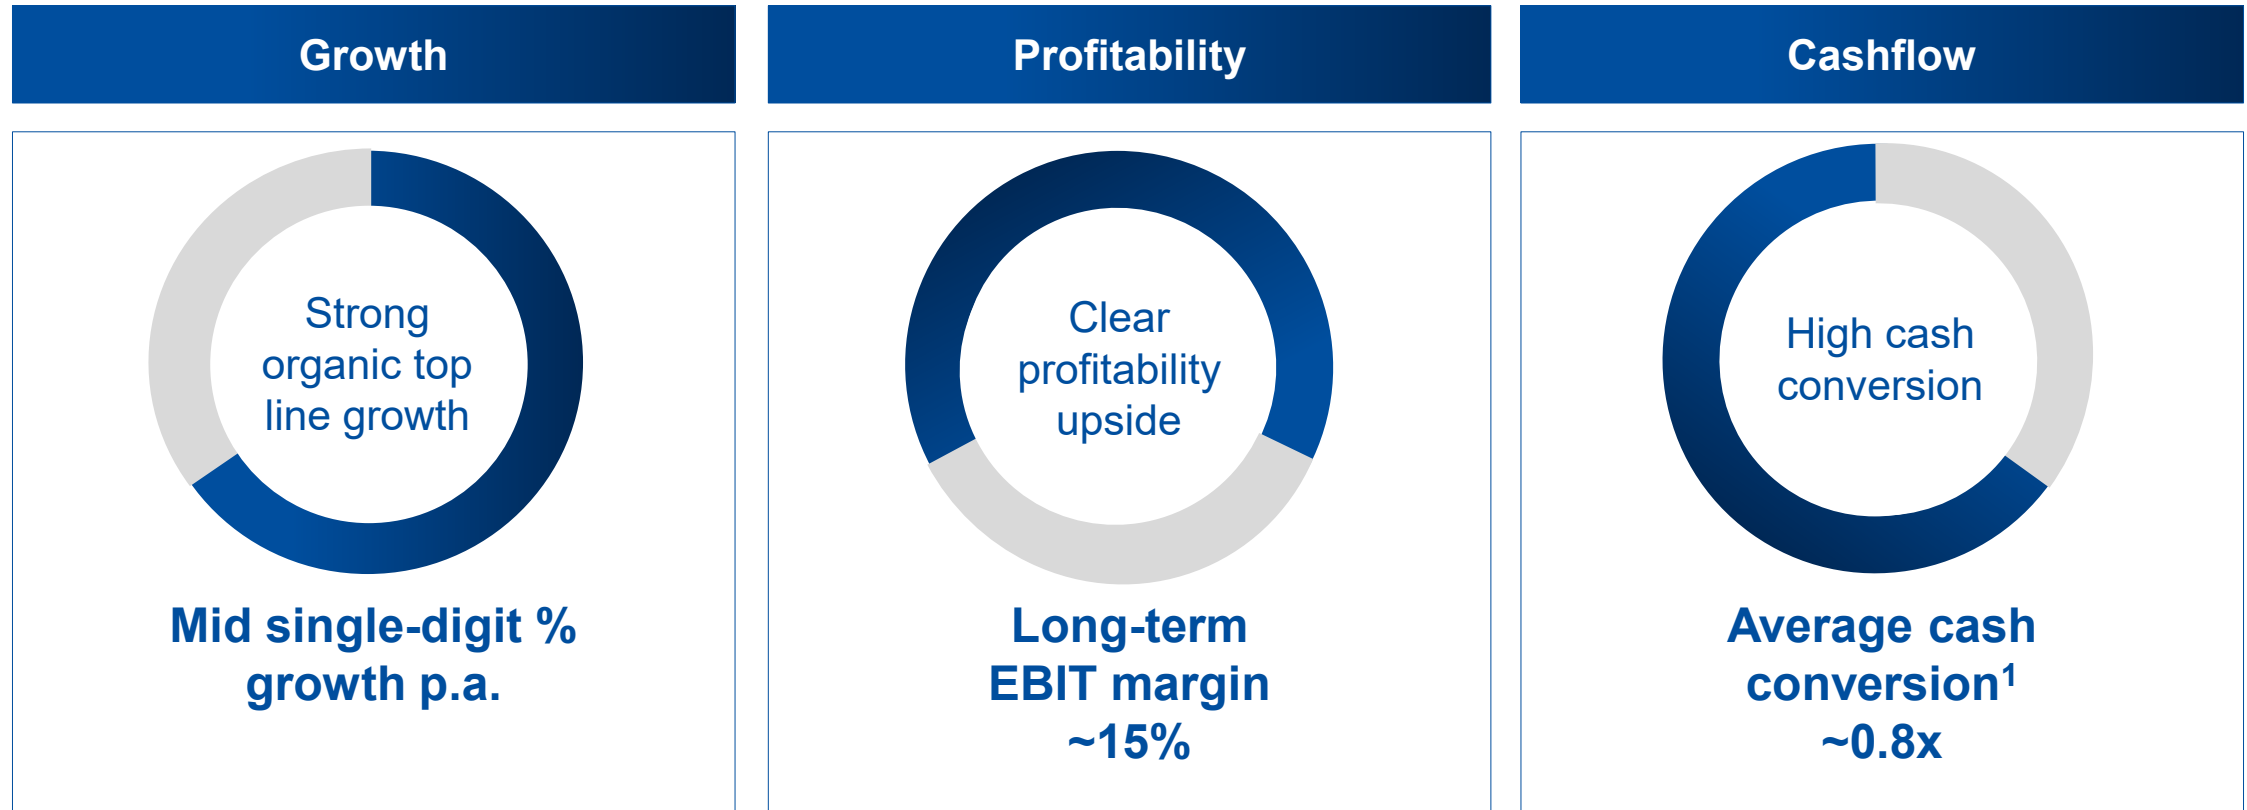 Growth
Strong
organic top
line growth
Mid single-digit %
growth p.a.
Profitability
Clear
profitability
upside
Long-term
EBIT margin
~15%
Cashflow
High cash
conversion
Average cash
conversion¹
~0.8x